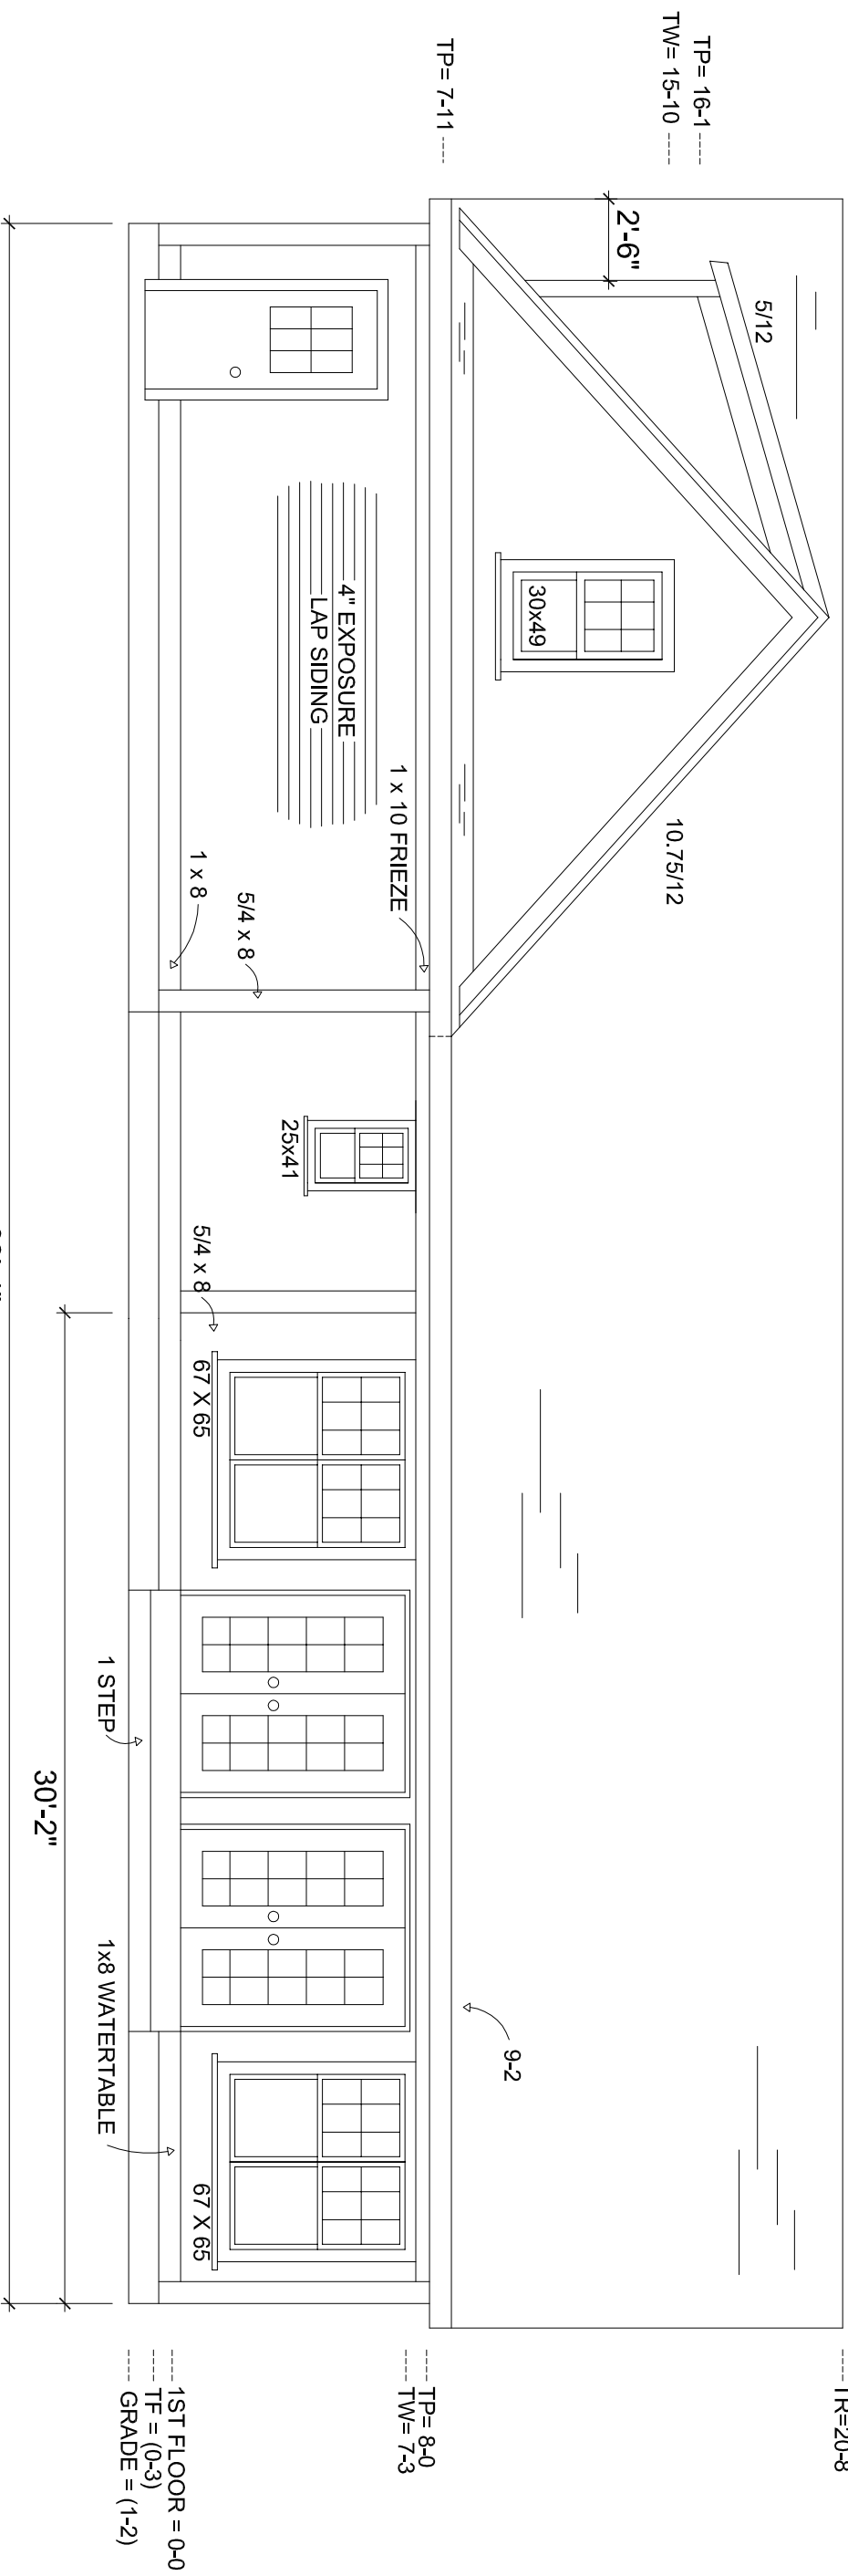 TR=20-8
TP= 16-1
TW= 15-10
TP= 7-11
5/12
2'-6"
10.75/12
30x49
9-2
1 x 10 FRIEZE
4" EXPOSURE
LAP SIDING
5/4 x 8
1 x 8
25x41
5/4 x 8
67 X 65
67 X 65
TP= 8-0
TW= 7-3
1ST FLOOR = 0-0
TF = (0-3)
GRADE = (1-2)
1 STEP
1x8 WATERTABLE
30'-2"